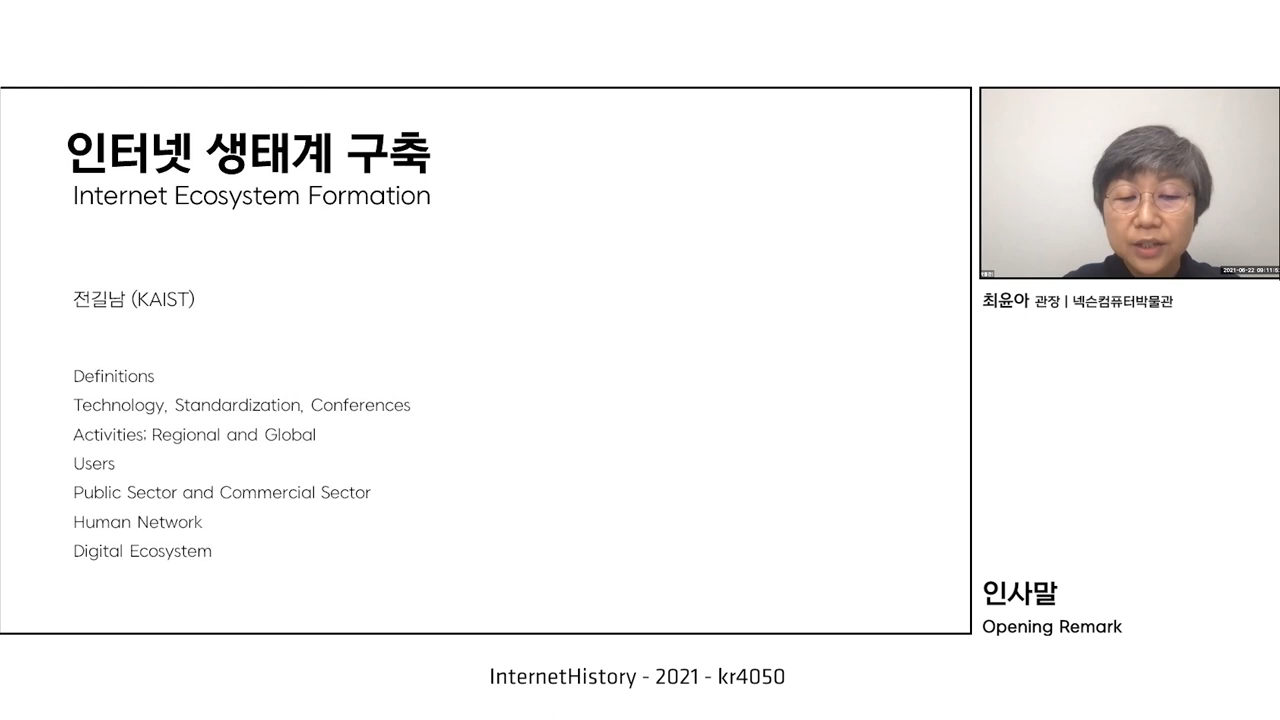 인터넷 생태계 구축
Internet Ecosystem Formation
전길남 (KAIST)
Definitions
Technology, Standardization, Conferences
Activities: Regional and Global
Users
Public Sector and Commercial Sector
Human Network
Digital Ecosystem
최윤아 관장 | 넥슨컴퓨터박물관
인사말
Opening Remark
InternetHistory - 2021 - kr4050